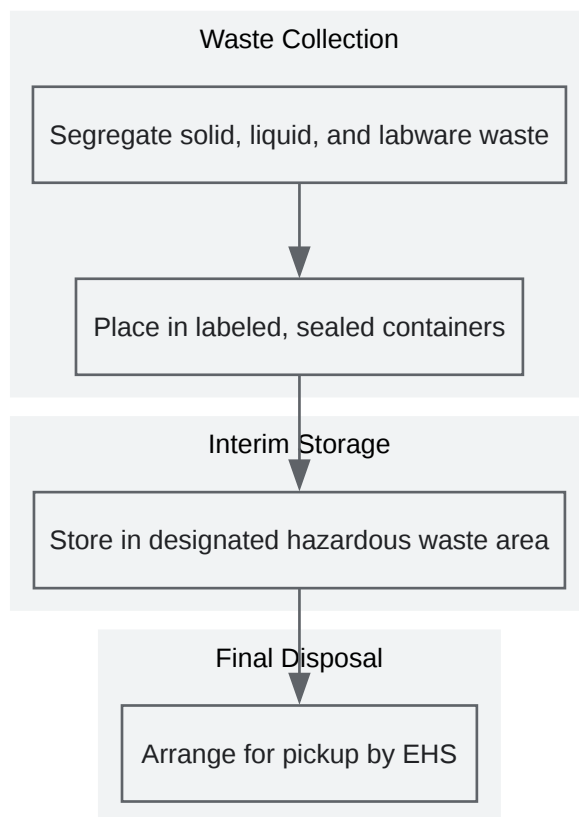 Waste Collection
Segregate solid, liquid, and labware waste
Place in labeled, sealed containers
Interim Storage
Store in designated hazardous waste area
Final Disposal
Arrange for pickup by EHS